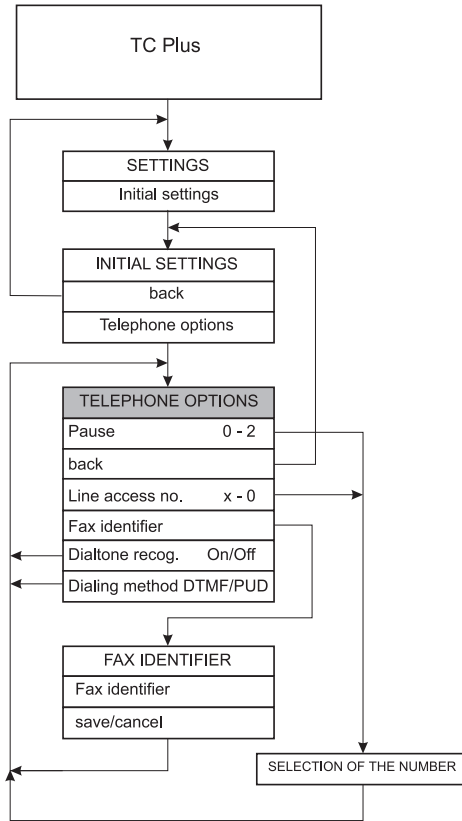 TC Plus
SETTINGS
Initial settings
INITIAL SETTINGS
back
Telephone options
TELEPHONE OPTIONS
Pause 0 - 2
back
Line access no. x - 0
Fax identifier
Dialtone recog. On/Off
Dialing method DTMF/PUD
FAX IDENTIFIER
Fax identifier
save/cancel
SELECTION OF THE NUMBER